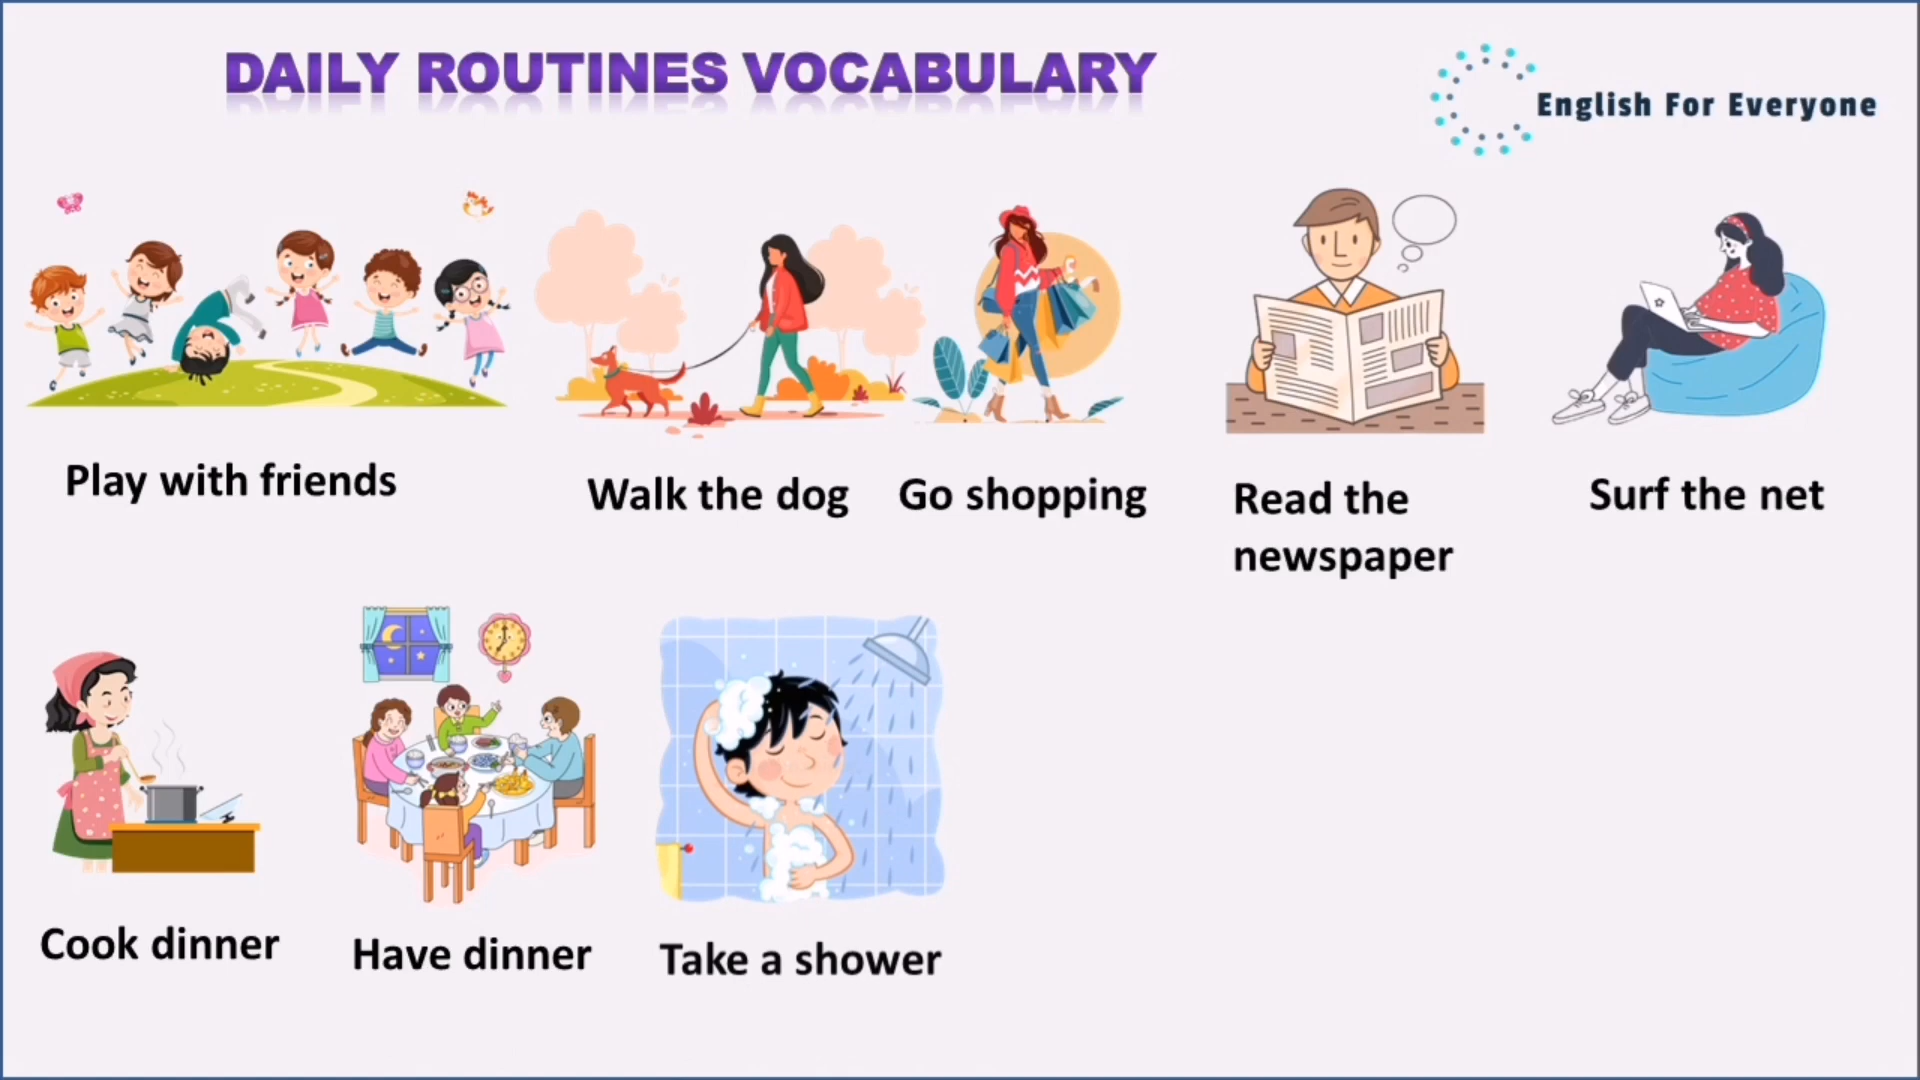 DAILY ROUTINES VOCABULARY
English For Everyone
Play with friends
Walk the dog
Go shopping
Read the
newspaper
Surf the net
Cook dinner
Have dinner
Take a shower